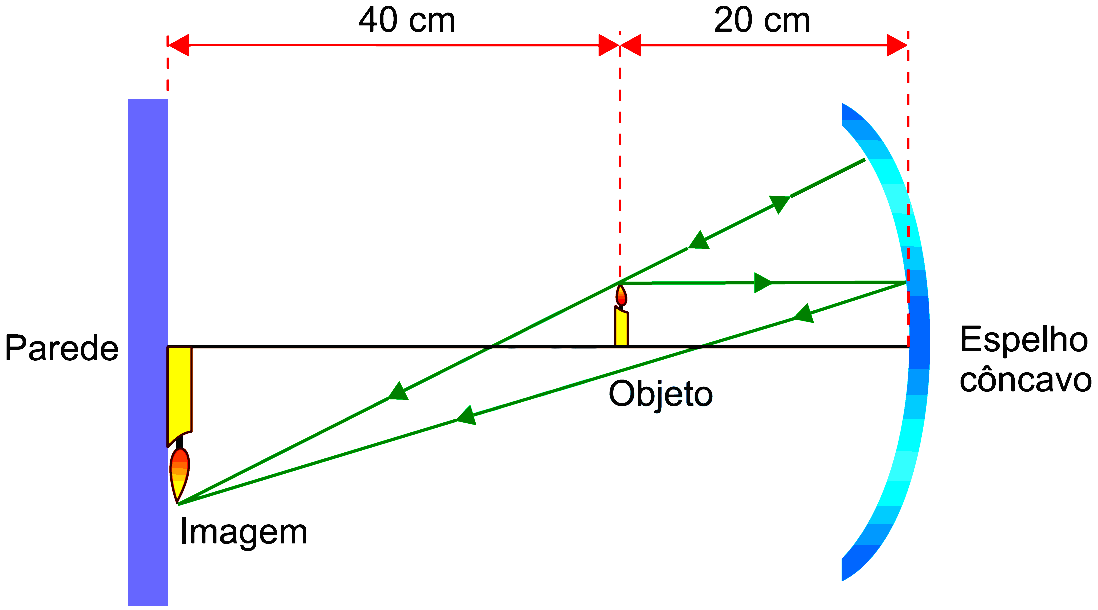 40 cm
20 cm
Parede
Objeto
Espelho
côncavo
Imagem